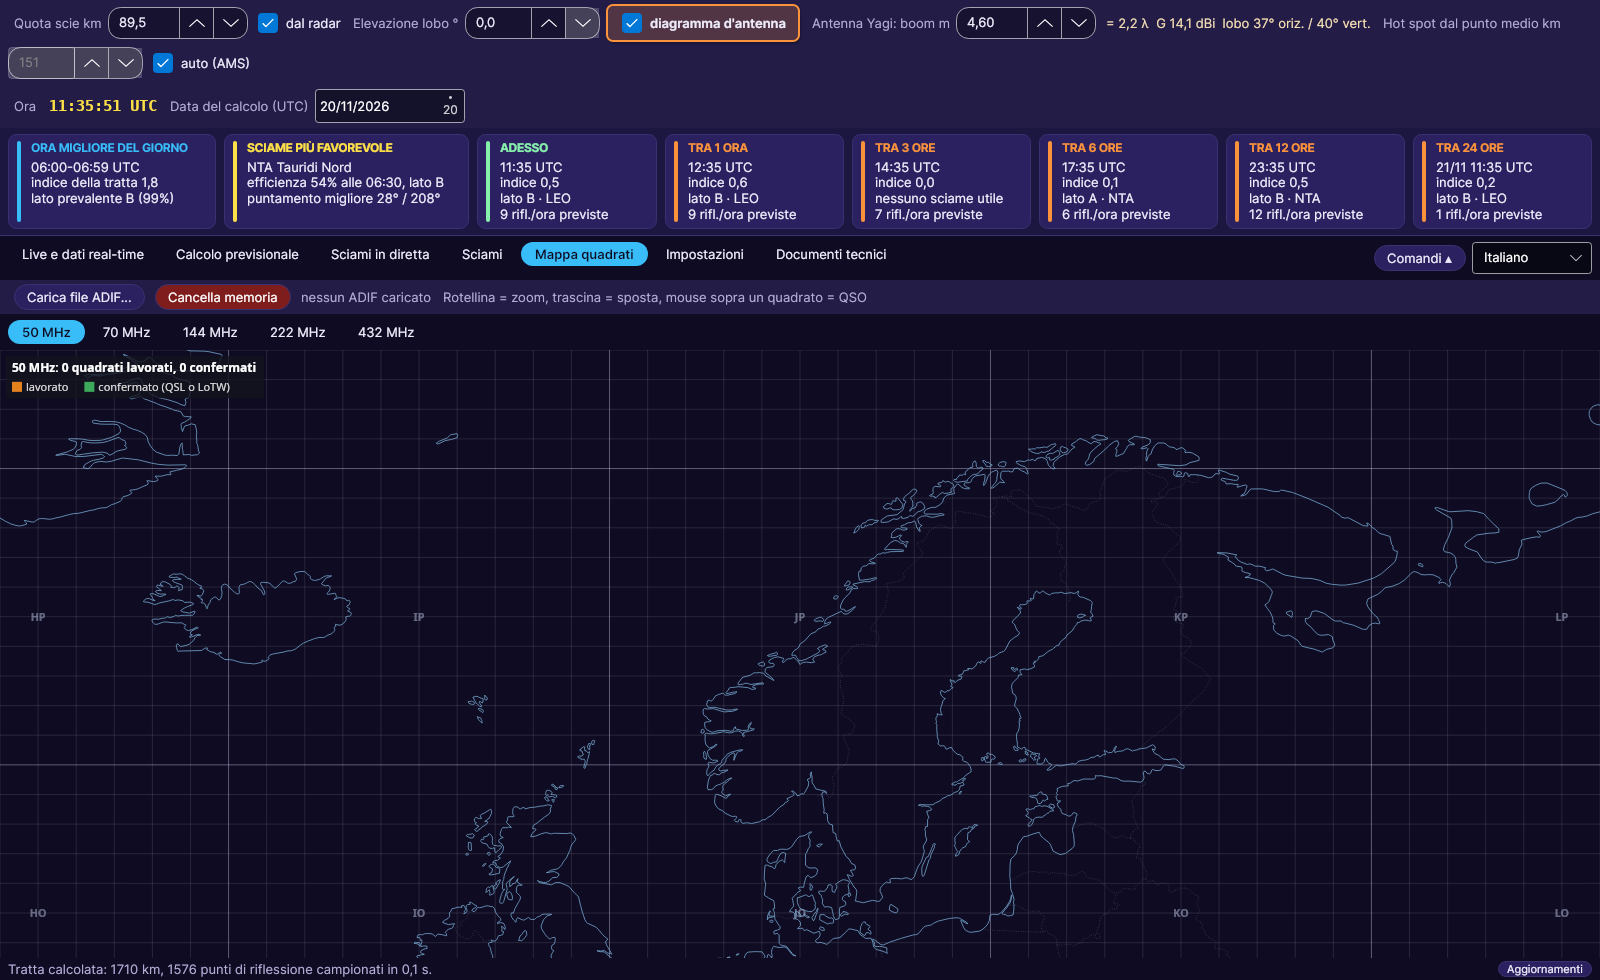 Quota scie km 89,5 dal radar Elevazione lobo ° 0,0 diagramma d'antenna Antenna Yagi: boom m 4,60 = 2,2 λ G 14,1 dBi lobo 37° oriz. / 40° vert. Hot spot dal punto medio km
151 auto (AMS)
Ora 11:35:51 UTC Data del calcolo (UTC) 20/11/2026 20
ORA MIGLIORE DEL GIORNO
06:00-06:59 UTC
indice della tratta 1,8
lato prevalente B (99%)
SCIAME PIÙ FAVOREVOLE
NTA Tauridi Nord
efficienza 54% alle 06:30, lato B
puntamento migliore 28° / 208°
ADESSO
11:35 UTC
indice 0,5
lato B · LEO
9 rifl./ora previste
TRA 1 ORA
12:35 UTC
indice 0,6
lato B · LEO
9 rifl./ora previste
TRA 3 ORE
14:35 UTC
indice 0,0
nessuno sciame utile
7 rifl./ora previste
TRA 6 ORE
17:35 UTC
indice 0,1
lato A · NTA
6 rifl./ora previste
TRA 12 ORE
23:35 UTC
indice 0,5
lato B · NTA
12 rifl./ora previste
TRA 24 ORE
21/11 11:35 UTC
indice 0,2
lato B · LEO
1 rifl./ora previste
Live e dati real-time Calcolo previsionale Sciami in diretta Sciami Mappa quadrati Impostazioni Documenti tecnici Comandi ▴ Italiano
Carica file ADIF... Cancella memoria nessun ADIF caricato Rotellina = zoom, trascina = sposta, mouse sopra un quadrato = QSO
50 MHz 70 MHz 144 MHz 222 MHz 432 MHz
50 MHz: 0 quadrati lavorati, 0 confermati
lavorato confermato (QSL o LoTW)
HP IP JP KP LP
HO IO JO KO LO
Tratta calcolata: 1710 km, 1576 punti di riflessione campionati in 0,1 s. Aggiornamenti